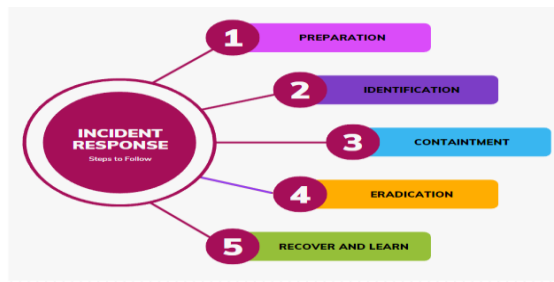 INCIDENT
RESPONSE
Steps to Follow
1 PREPARATION
2 IDENTIFICATION
3 CONTAINTMENT
4 ERADICATION
5 RECOVER AND LEARN